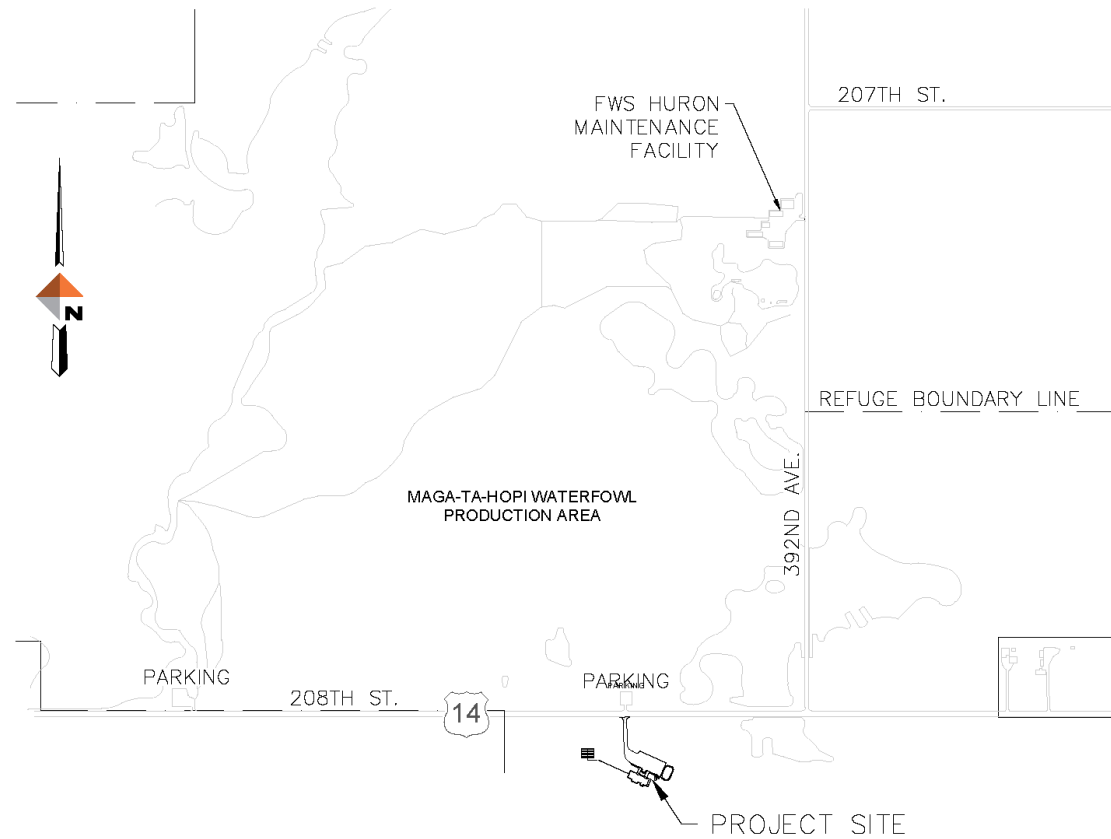 207TH ST.
FWS HURON
MAINTENANCE
FACILITY
N
REFUGE BOUNDARY LINE
392ND AVE.
MAGA-TA-HOPI WATERFOWL
PRODUCTION AREA
PARKING
PARKING
PARKING
208TH ST.
14
PROJECT SITE